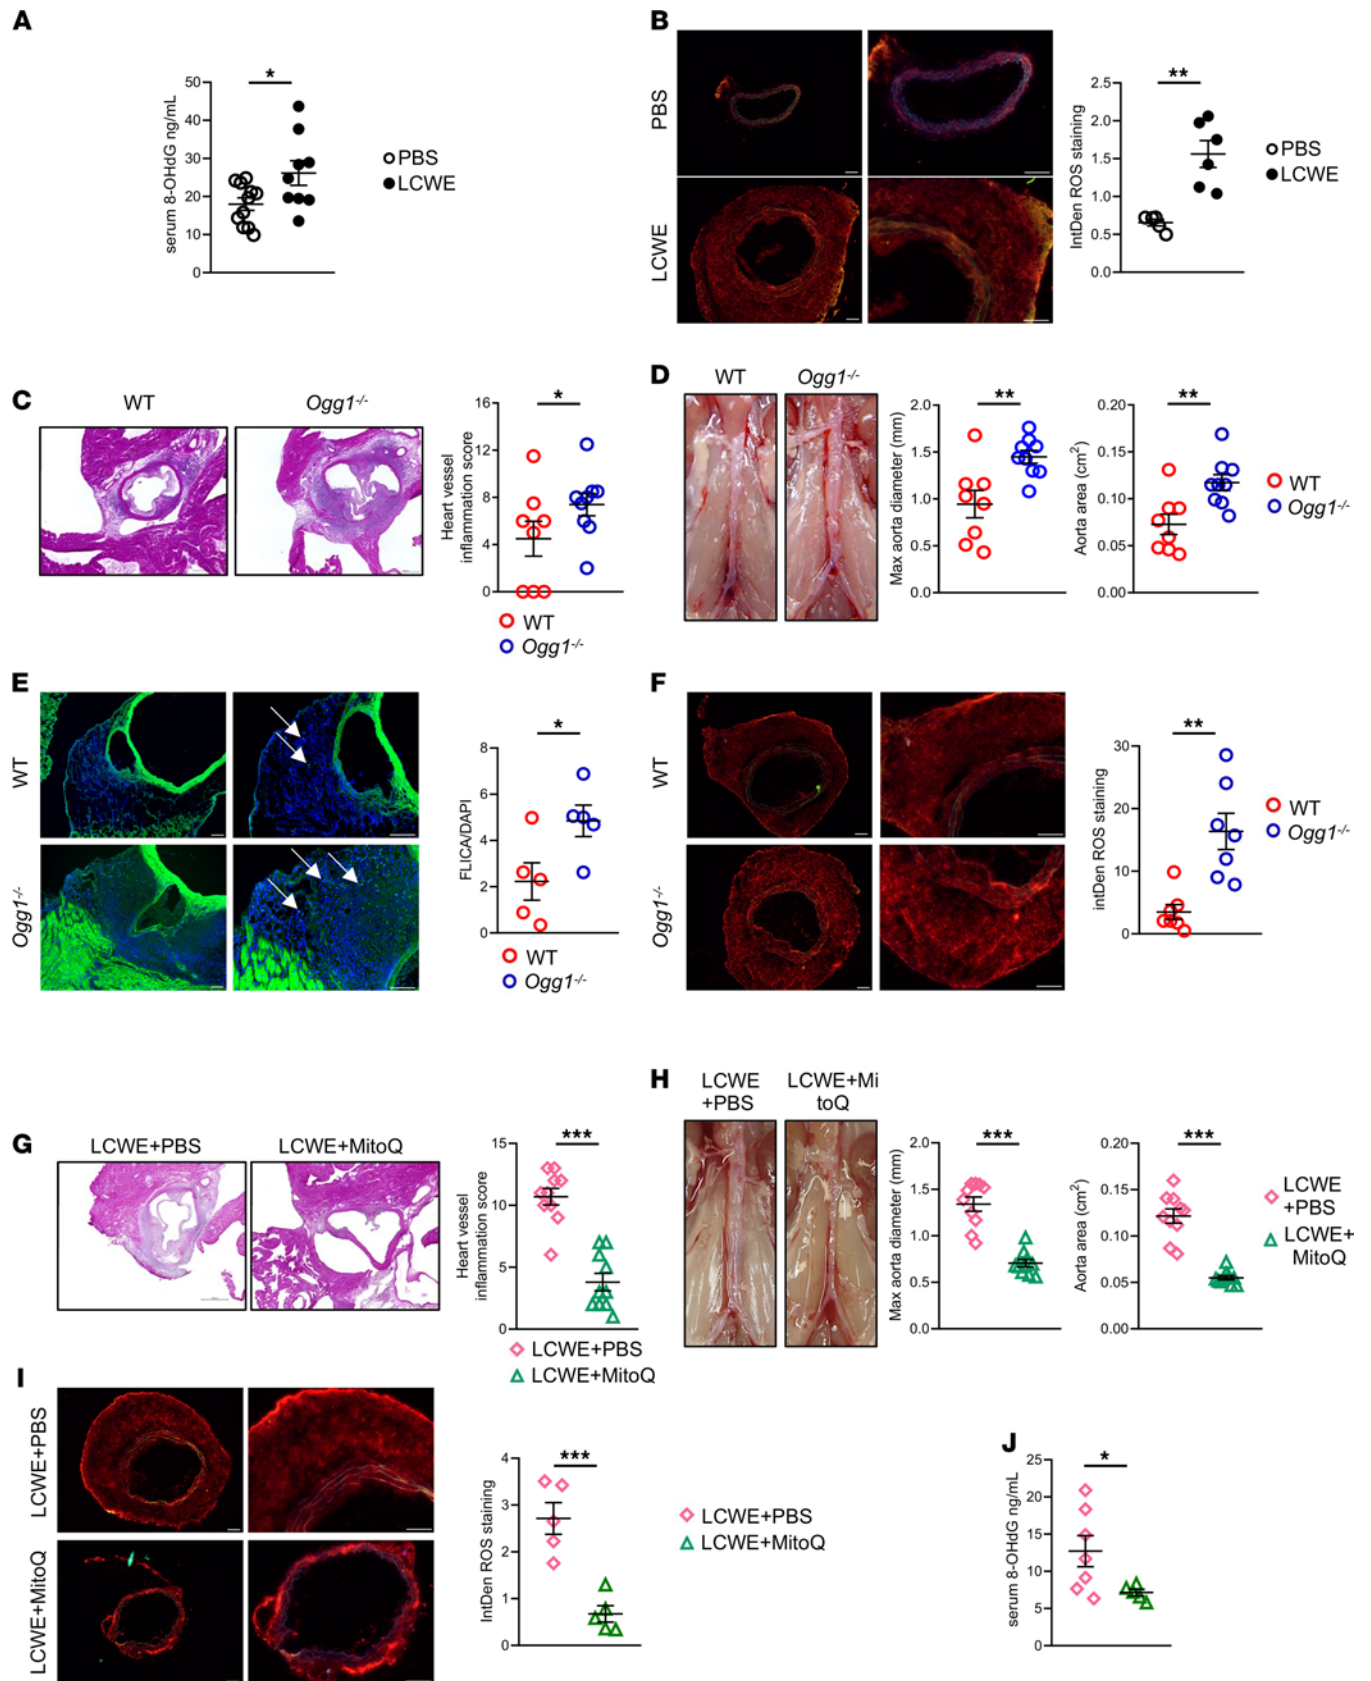 A
*
serum 8-OHdG ng/mL
50
40
30
20
10
0
PBS
LCWE
B
PBS
LCWE
**
IntDen ROS staining
2.5
2.0
1.5
1.0
0.5
0.0
PBS
LCWE
C
WT
Ogg1-/-
*
Heart vessel
inflammation score
16
12
8
4
0
WT
Ogg1-/-
D
WT
Ogg1-/-
**
Max aorta diameter (mm)
2.0
1.5
1.0
0.5
0.0
**
Aorta area (cm2)
0.20
0.15
0.10
0.05
0.00
WT
Ogg1-/-
E
WT
Ogg1-/-
*
FLICA/DAPI
8
6
4
2
0
WT
Ogg1-/-
F
WT
Ogg1-/-
**
intDen ROS staining
30
20
10
0
WT
Ogg1-/-
G
LCWE+PBS
LCWE+MitoQ
***
Heart vessel
inflammation score
15
10
5
0
LCWE+PBS
LCWE+MitoQ
H
LCWE
+PBS
LCWE+Mi
toQ
***
Max aorta diameter (mm)
2.0
1.5
1.0
0.5
0.0
***
Aorta area (cm2)
0.20
0.15
0.10
0.05
0.00
LCWE
+PBS
LCWE+
MitoQ
I
LCWE+PBS
LCWE+MitoQ
***
IntDen ROS staining
4
3
2
1
0
LCWE+PBS
LCWE+MitoQ
J
*
serum 8-OHdG ng/mL
25
20
15
10
5
0